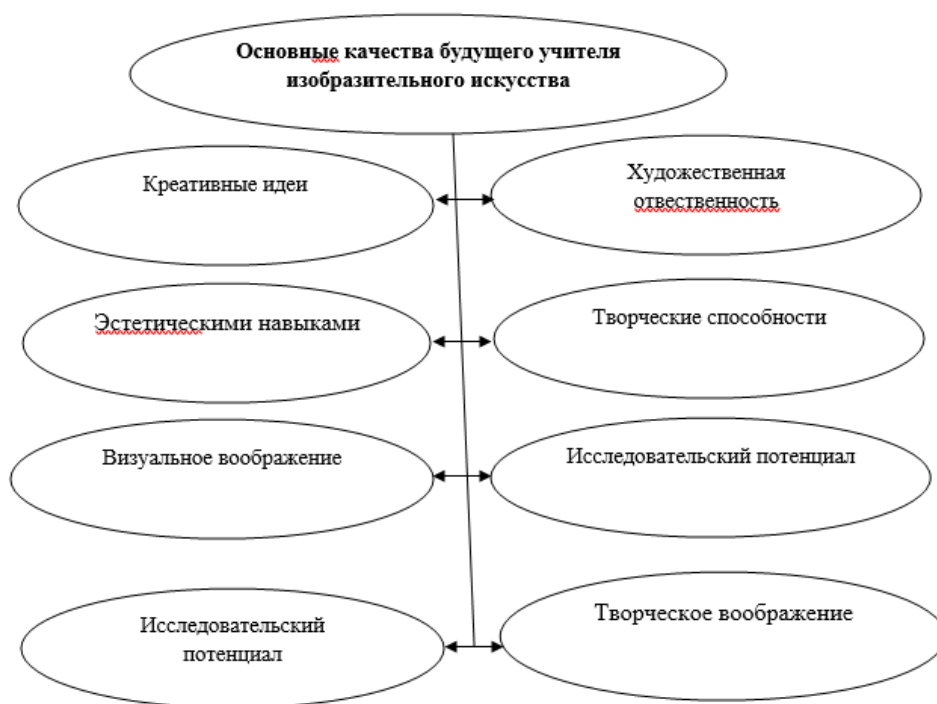 Основные качества будущего учителя
изобразительного искусства
Креативные идеи
Художественная
отвественность
Эстетическими навыками
Творческие способности
Визуальное воображение
Исследовательский потенциал
Исследовательский
потенциал
Творческое воображение